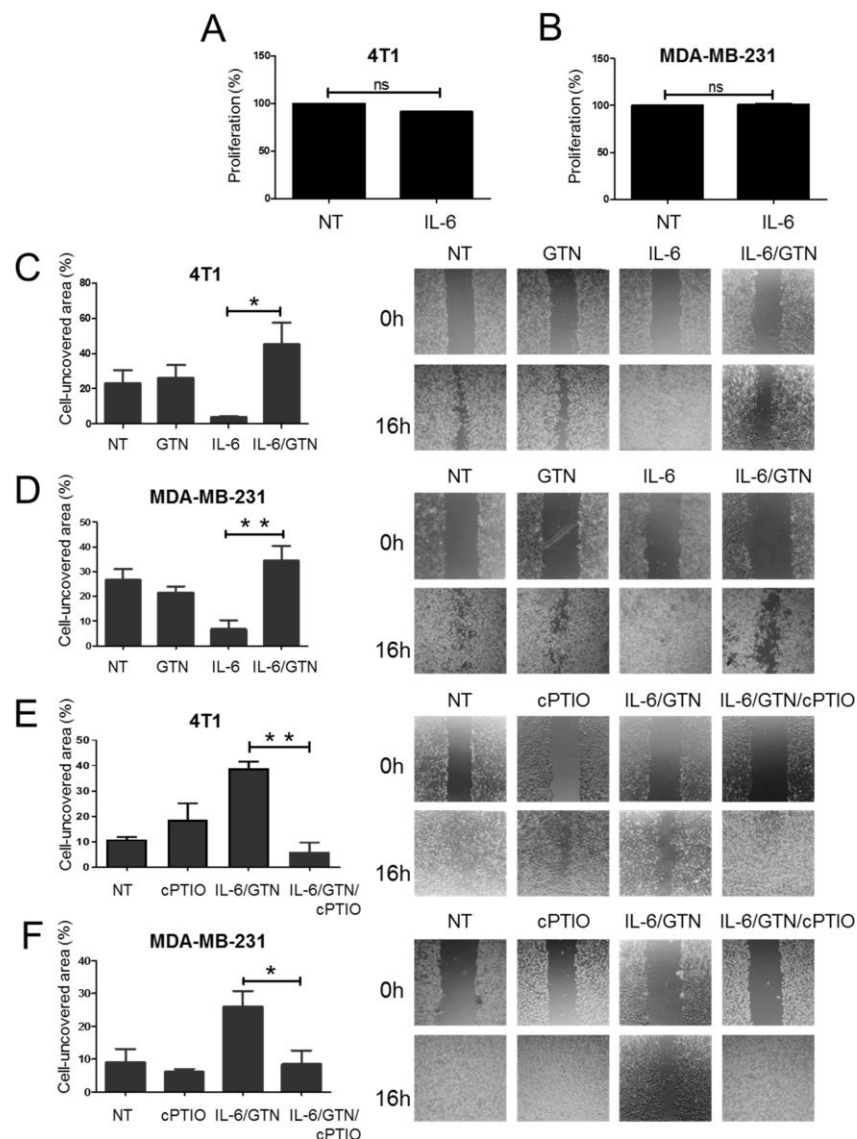 A
4T1
Proliferation (%)
150
100
50
0
ns
NT IL-6
B
MDA-MB-231
Proliferation (%)
150
100
50
0
ns
NT IL-6
C
4T1
Cell-uncovered area (%)
80
60
40
20
0
*
NT GTN IL-6 IL-6/GTN
NT GTN IL-6 IL-6/GTN
0h
16h
D
MDA-MB-231
Cell-uncovered area (%)
50
40
30
20
10
0
* *
NT GTN IL-6 IL-6/GTN
NT GTN IL-6 IL-6/GTN
0h
16h
E
4T1
Cell-uncovered area (%)
50
40
30
20
10
0
* *
NT cPTIO IL-6/GTN IL-6/GTN/
cPTIO
NT cPTIO IL-6/GTN IL-6/GTN/cPTIO
0h
16h
F
MDA-MB-231
Cell-uncovered area (%)
40
30
20
10
0
*
NT cPTIO IL-6/GTN IL-6/GTN/
cPTIO
NT cPTIO IL-6/GTN IL-6/GTN/cPTIO
0h
16h